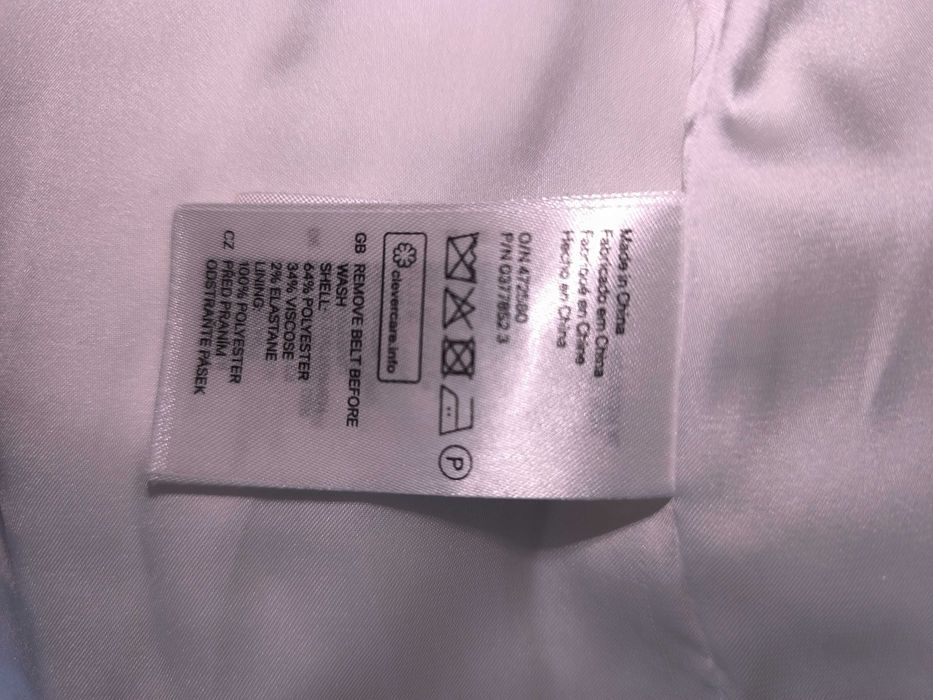 Made in China
Fabricado em China
Fabriqué en Chine
Hecho en China
O/N 472580
P/N 0377852 3
P
clevercare.info
GB REMOVE BELT BEFORE
WASH
SHELL:
64% POLYESTER
34% VISCOSE
2% ELASTANE
LINING:
100% POLYESTER
CZ PŘED PRANÍM
ODSTRAŇTE PÁSEK